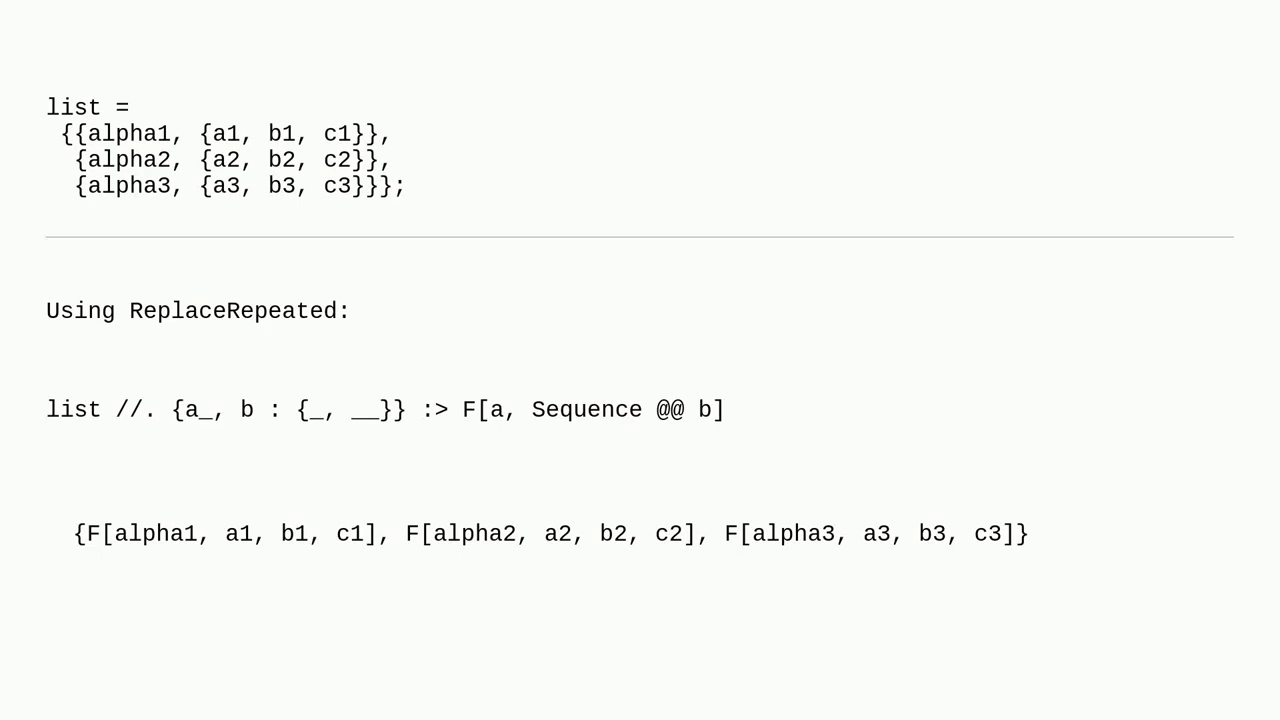 list =
{{alpha1, {a1, b1, c1}},
{alpha2, {a2, b2, c2}},
{alpha3, {a3, b3, c3}}};
Using ReplaceRepeated:
list //. {a_, b : {_, __}} :> F[a, Sequence @@ b]
{F[alpha1, a1, b1, c1], F[alpha2, a2, b2, c2], F[alpha3, a3, b3, c3]}